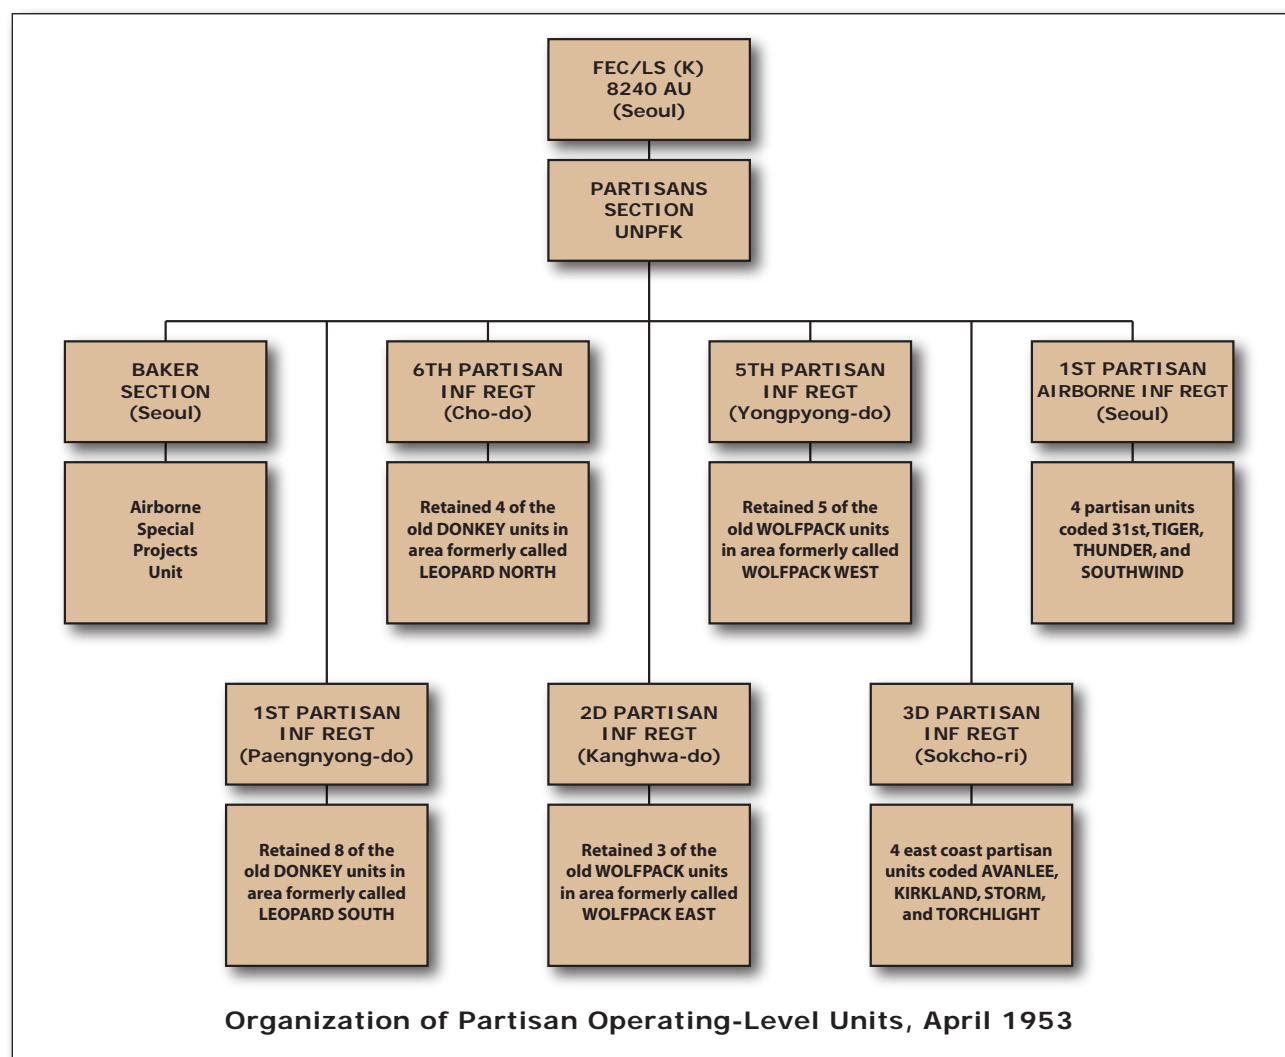 FEC/LS (K)
8240 AU
(Seoul)
PARTISANS
SECTION
UNPFK
BAKER
SECTION
(Seoul)
Airborne
Special
Projects
Unit
6TH PARTISAN
INF REGT
(Cho-do)
Retained 4 of the
old DONKEY units in
area formerly called
LEOPARD NORTH
5TH PARTISAN
INF REGT
(Yongpyong-do)
Retained 5 of the
old WOLFPACK units
in area formerly called
WOLFPACK WEST
1ST PARTISAN
AIRBORNE INF REGT
(Seoul)
4 partisan units
coded 31st, TIGER,
THUNDER, and
SOUTHWIND
1ST PARTISAN
INF REGT
(Paengnyong-do)
Retained 8 of the
old DONKEY units in
area formerly called
LEOPARD SOUTH
2D PARTISAN
INF REGT
(Kanghwa-do)
Retained 3 of the
old WOLFPACK units
in area formerly called
WOLFPACK EAST
3D PARTISAN
INF REGT
(Sokcho-ri)
4 east coast partisan
units coded AVANLEE,
KIRKLAND, STORM,
and TORCHLIGHT
Organization of Partisan Operating-Level Units, April 1953